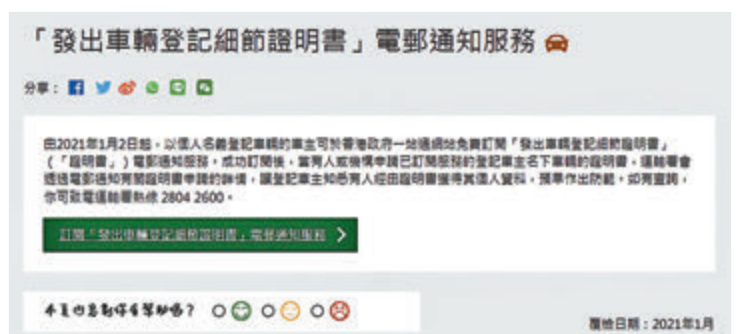 「發出車輛登記細節證明書」電郵通知服務
分享:
由2021年1月2日起,以個人名義登記車輛的車主可於香港政府一站通網站免費訂閱「發出車輛登記細節證明書」
(「證明書」)電郵通知服務。成功訂閱後,當有人或機構申請已訂閱服務的登記車主名下車輛的證明書,運輸署會
透過電郵通知有關證明書申請的詳情,讓登記車主知悉有人經由證明書獲得其個人資料,預早作出防範。如有查詢,
你可致電運輸署熱線 2804 2600。
訂閱「發出車輛登記細節證明書」電郵通知服務
本頁信息對你有幫助嗎?
覆檢日期:2021年1月